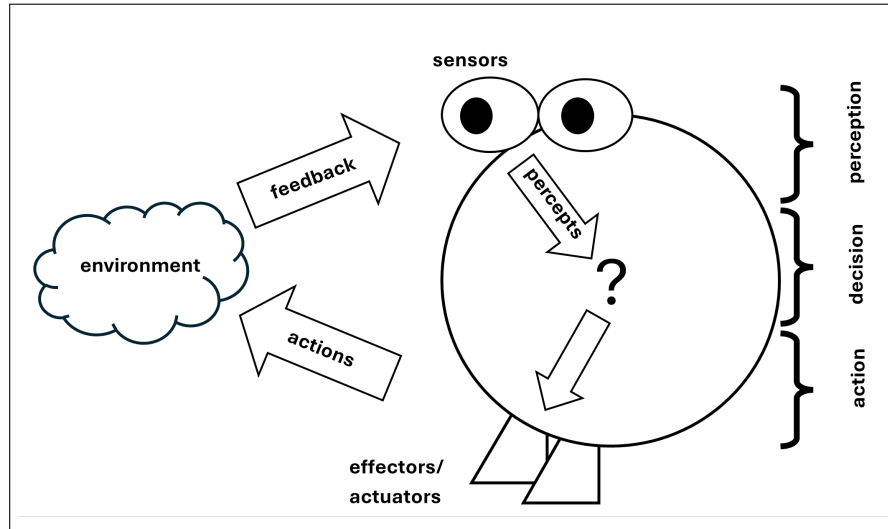 sensors
feedback
percepts
environment
?
actions
effectors/
actuators
perception
decision
action